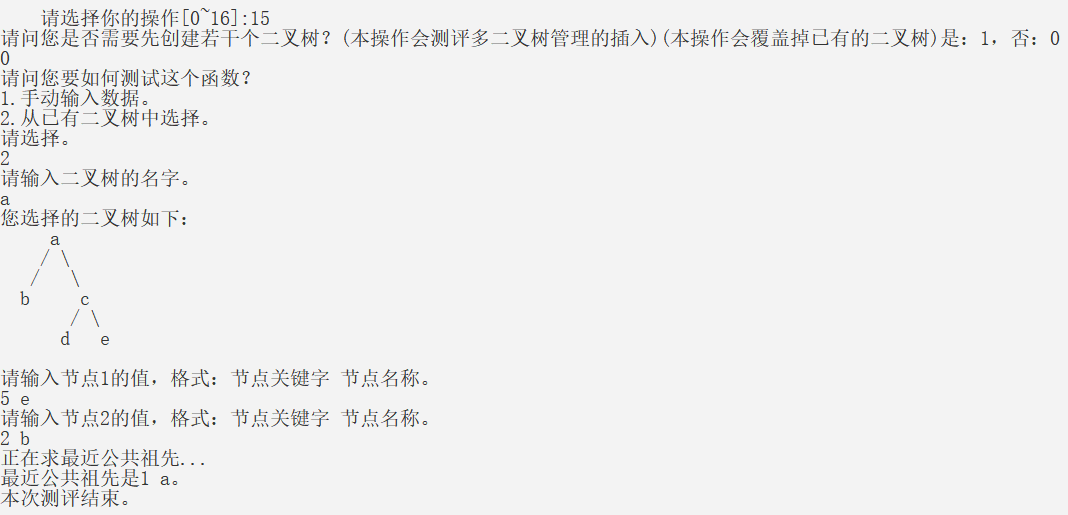 请选择你的操作[0~16]:15
请问您是否需要先创建若干个二叉树？(本操作会测评多二叉树管理的插入)(本操作会覆盖掉已有的二叉树)是：1，否：0
0
请问您要如何测试这个函数？
1.手动输入数据。
2.从已有二叉树中选择。
请选择。
2
请输入二叉树的名字。
a
您选择的二叉树如下：
     a
    / \
   /   \
  b     c
       / \
      d   e
请输入节点1的值，格式：节点关键字 节点名称。
5 e
请输入节点2的值，格式：节点关键字 节点名称。
2 b
正在求最近公共祖先...
最近公共祖先是1 a。
本次测评结束。